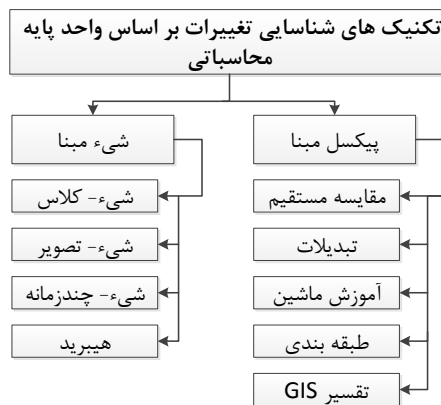 تکنیک های شناسایی تغییرات بر اساس واحد پایه
محاسباتی
پیکسل مبنا
مقایسه مستقیم
تبدیلات
آموزش ماشین
طبقه بندی
تقسیر GIS
شیء مبنا
شیء- کلاس
شیء- تصویر
شیء- چندزمانه
هیبرید